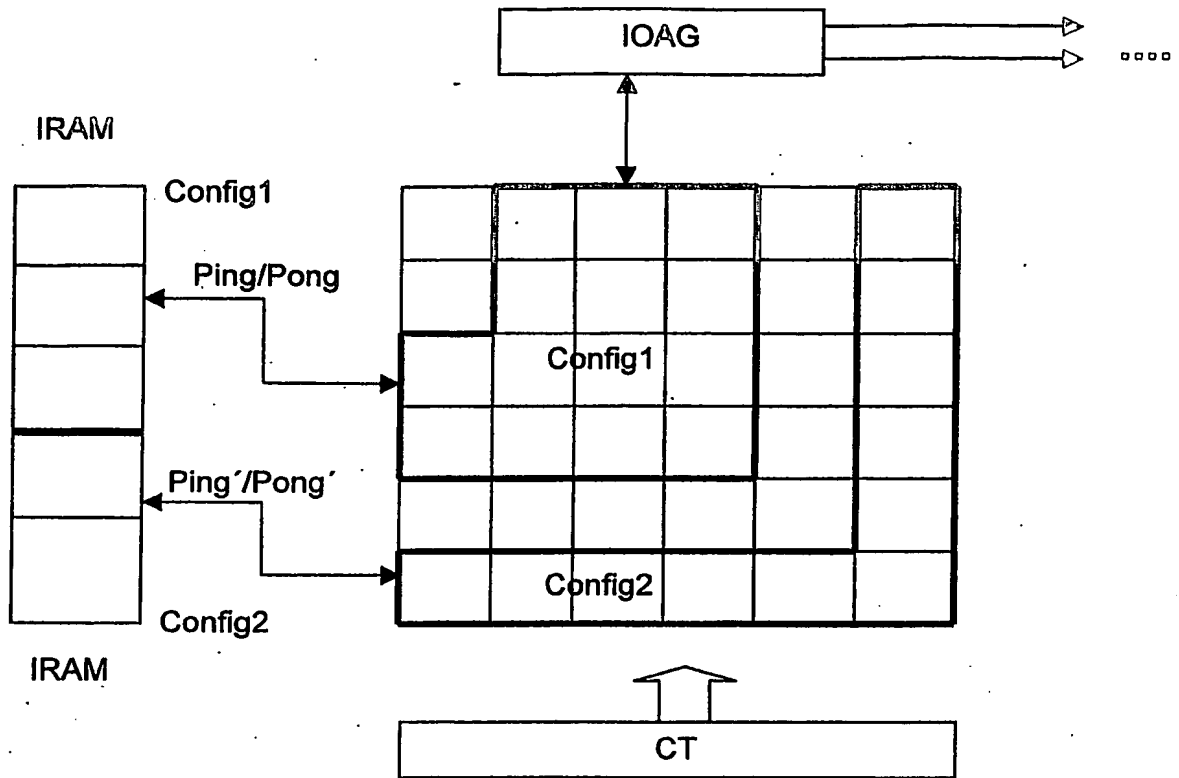 IOAG
IRAM
Config1
Ping/Pong
Config1
Ping´/Pong´
Config2
Config2
IRAM
CT